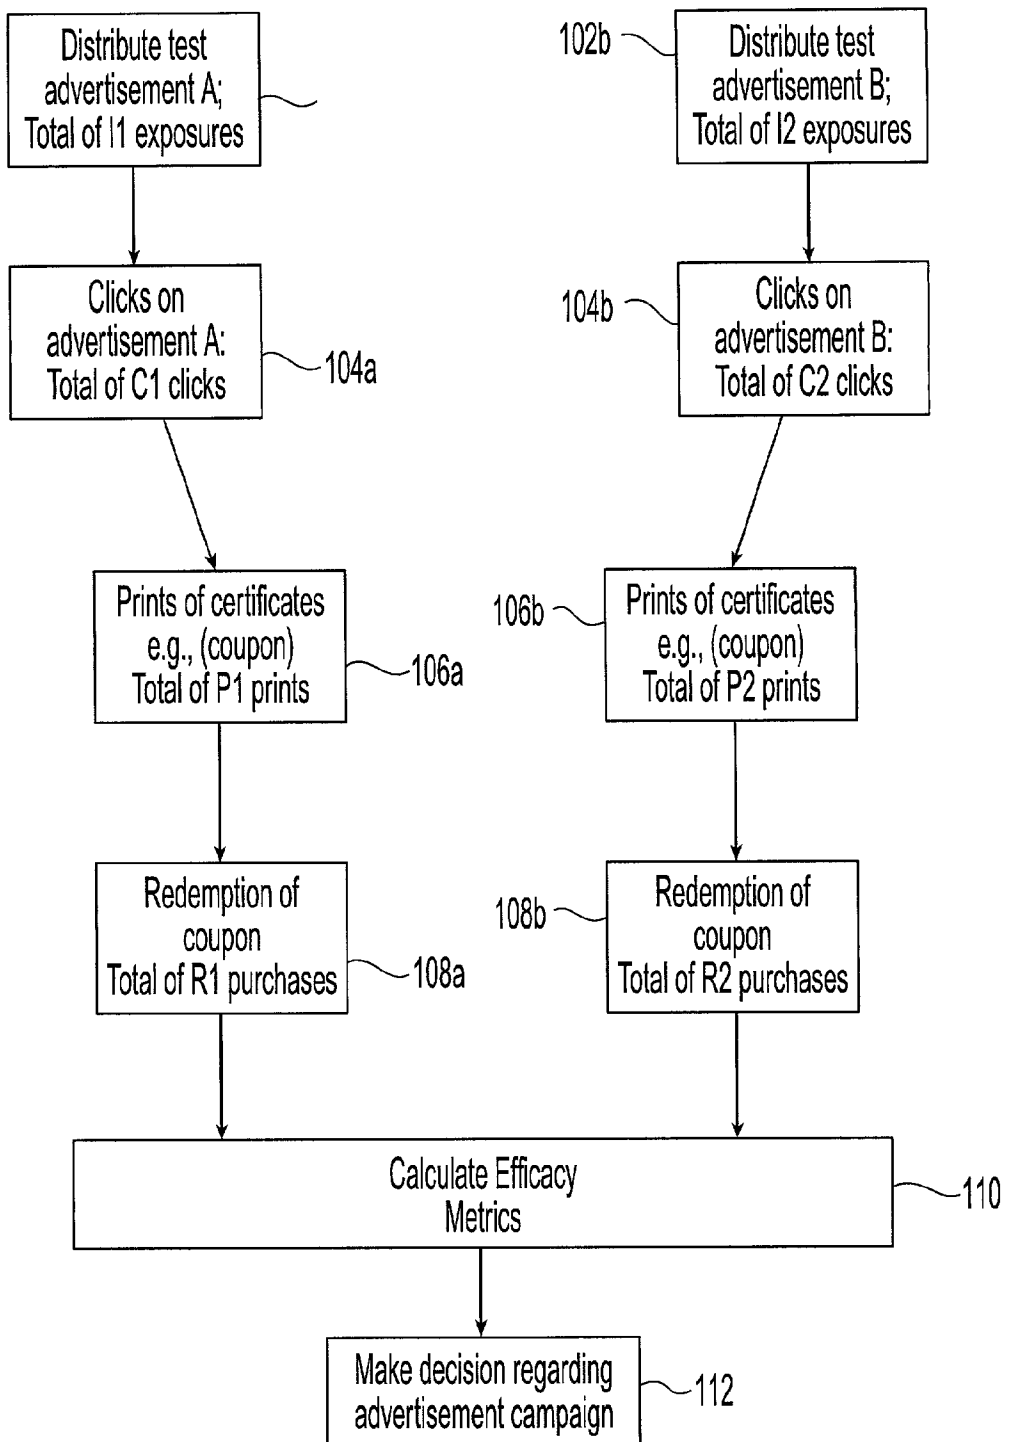 Distribute test
advertisement A;
Total of I1 exposures
102b
Distribute test
advertisement B;
Total of I2 exposures
Clicks on
advertisement A:
Total of C1 clicks
104a
104b
Clicks on
advertisement B:
Total of C2 clicks
Prints of certificates
e.g., (coupon)
Total of P1 prints
106a
106b
Prints of certificates
e.g., (coupon)
Total of P2 prints
Redemption of
coupon
Total of R1 purchases
108a
108b
Redemption of
coupon
Total of R2 purchases
Calculate Efficacy
Metrics
110
Make decision regarding
advertisement campaign
112